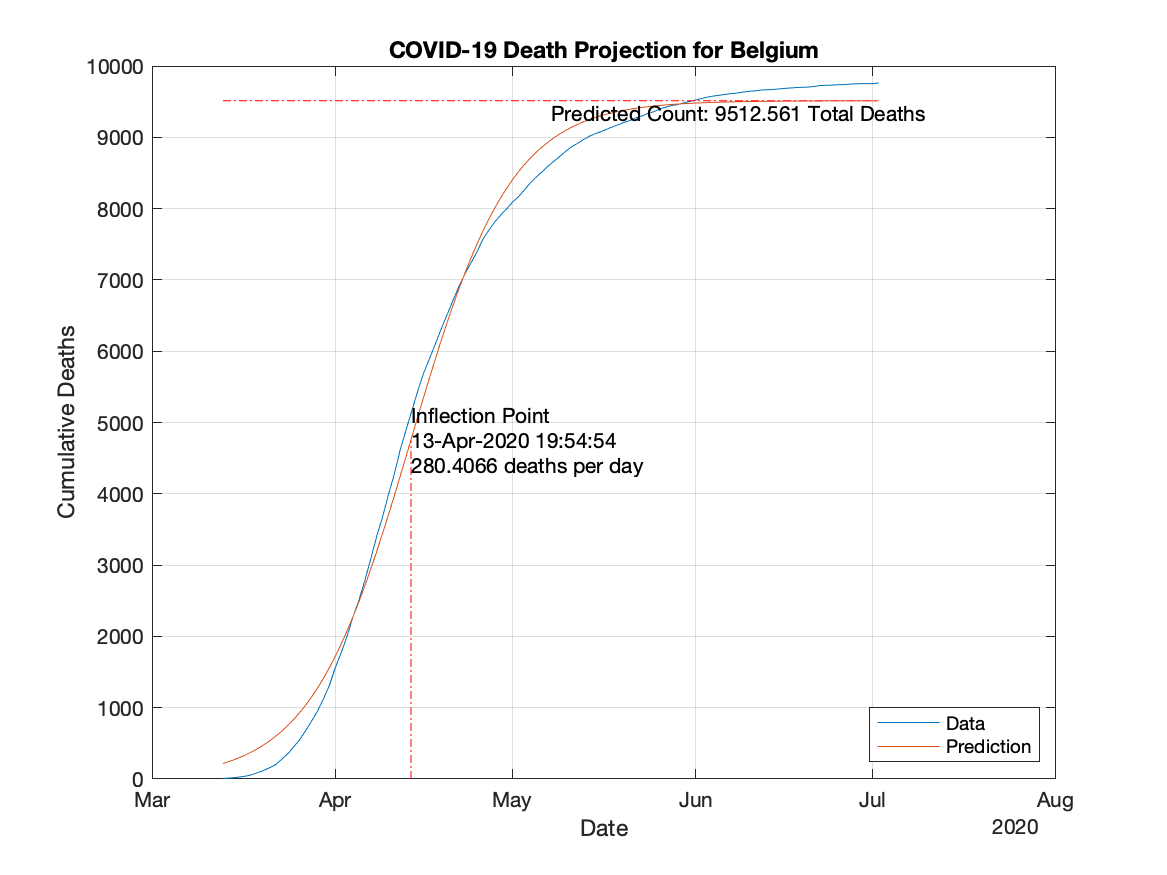 COVID-19 Death Projection for Belgium
10000
9000
8000
7000
6000
5000
4000
3000
2000
1000
0
Cumulative Deaths
Predicted Count: 9512.561 Total Deaths
Inflection Point
13-Apr-2020 19:54:54
280.4066 deaths per day
Data
Prediction
Mar Apr May Jun Jul Aug
Date
2020